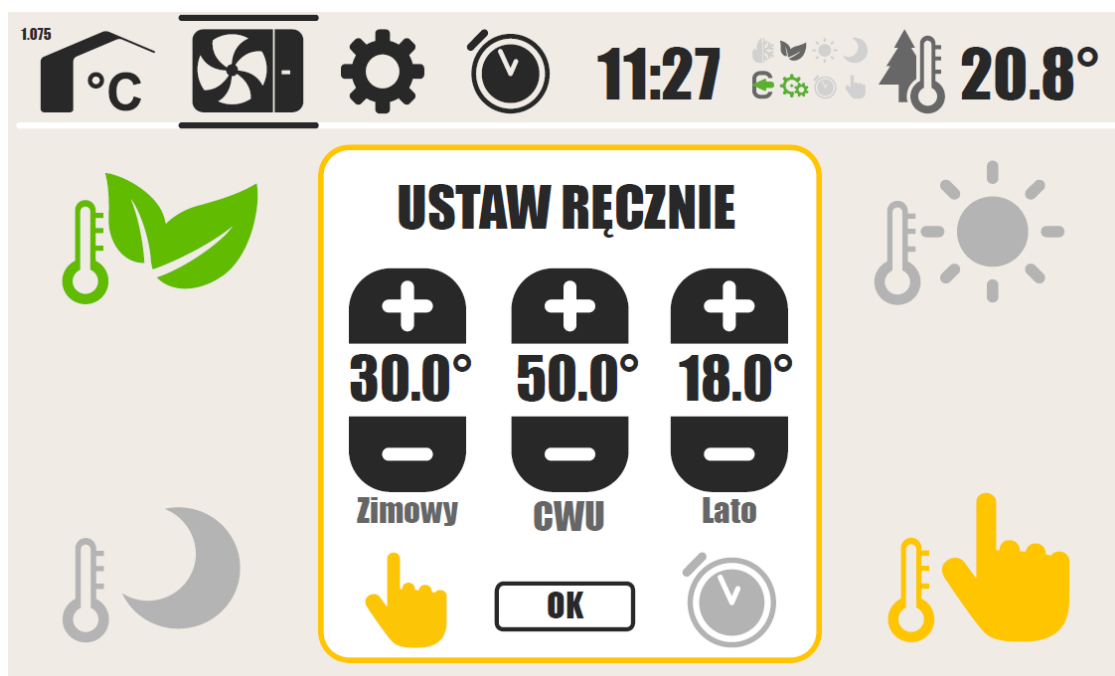 1.075
°C
11:27
20.8°
USTAW RĘCZNIE
30.0° 50.0° 18.0°
Zimowy CWU Lato
OK